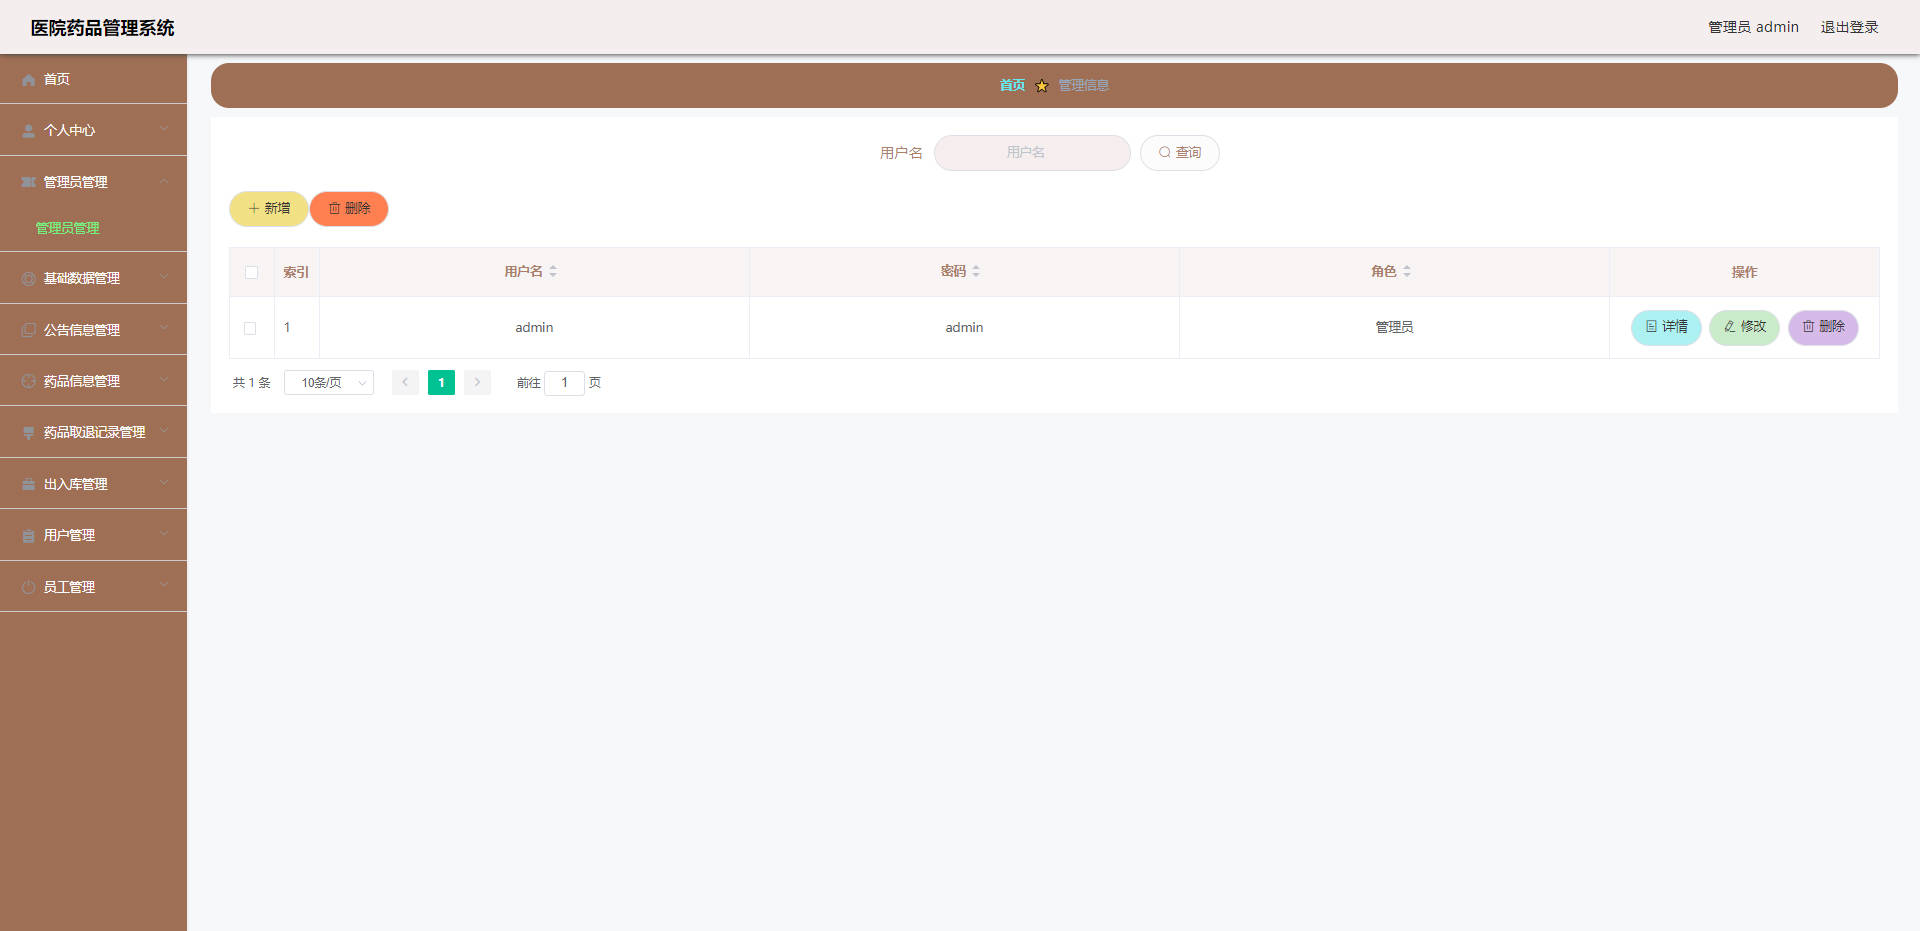 医院药品管理系统
管理员 admin 退出登录
首页
个人中心
管理员管理
管理员管理
基础数据管理
公告信息管理
药品信息管理
药品取退记录管理
出入库管理
用户管理
员工管理
首页 管理信息
用户名 用户名 查询
新增 删除
索引 用户名 密码 角色 操作
1 admin admin 管理员 详情 修改 删除
共 1 条 10条/页 1 前往 1 页